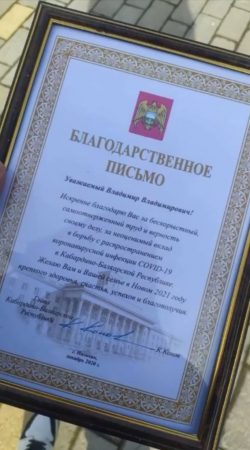 БЛАГОДАРСТВЕННОЕ
ПИСЬМО
Уважаемый Владимир Владимирович!
Искренне благодарю Вас за бескорыстный,
самоотверженный труд и верность
своему делу, за неоценимый вклад
в борьбу с распространением
коронавирусной инфекции COVID-19
в Кабардино-Балкарской Республике.
Желаю Вам и Вашей семье в Новом 2021 году
крепкого здоровья, счастья, успехов и благополучия.
Глава
Кабардино-Балкарской
Республики
К. Коков
г. Нальчик,
декабрь 2020 г.